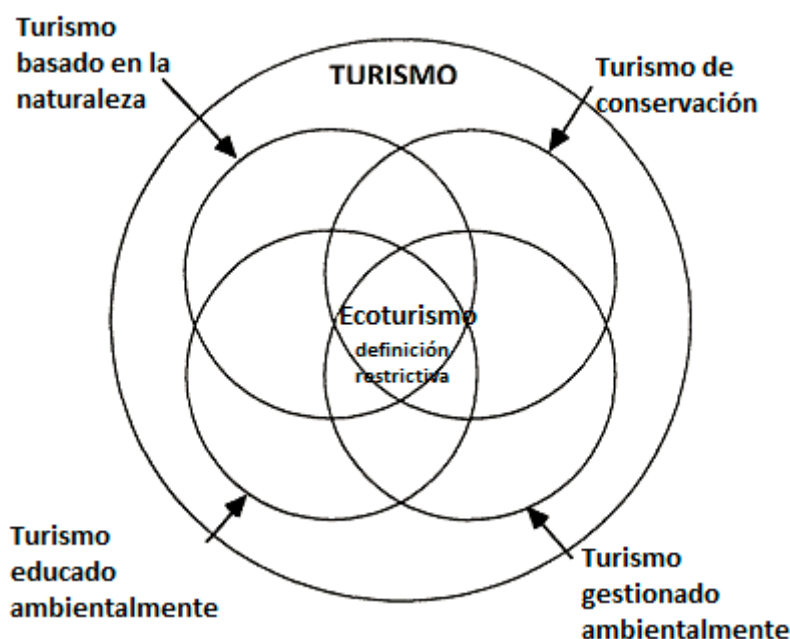 Turismo
basado en la
naturaleza
TURISMO
Turismo de
conservación
Ecoturismo
definición
restrictiva
Turismo
educado
ambientalmente
Turismo
gestionado
ambientalmente